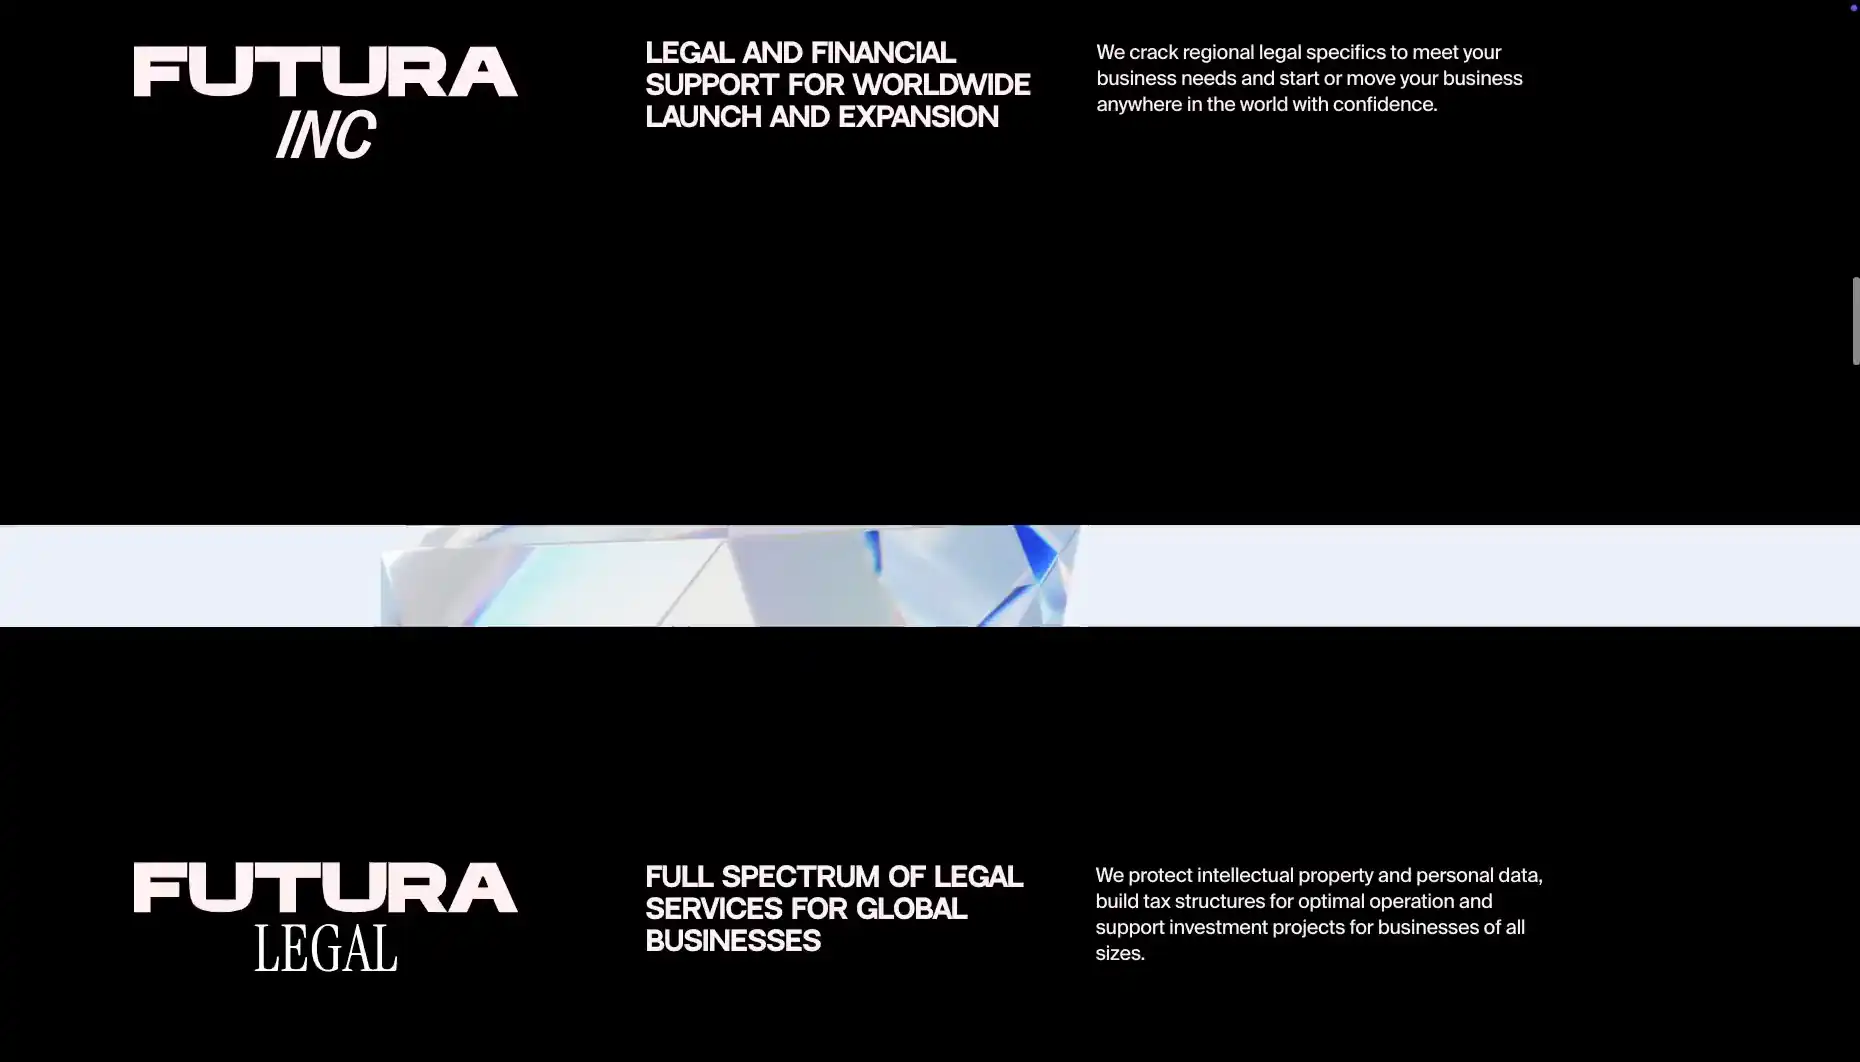 FUTURA
INC
LEGAL AND FINANCIAL
SUPPORT FOR WORLDWIDE
LAUNCH AND EXPANSION
We crack regional legal specifics to meet your
business needs and start or move your business
anywhere in the world with confidence.
FUTURA
LEGAL
FULL SPECTRUM OF LEGAL
SERVICES FOR GLOBAL
BUSINESSES
We protect intellectual property and personal data,
build tax structures for optimal operation and
support investment projects for businesses of all
sizes.